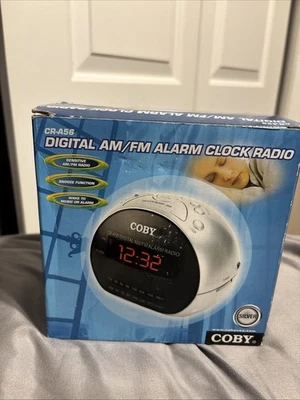 DIGITAL AM/FM ALARM CLOCK RADIO
CR-A56
DIGITAL AM/FM ALARM CLOCK RADIO
SENSITIVE
AM/FM RADIO
SNOOZE FUNCTION
WAKE TO
MUSIC OR ALARM
COBY
12:32
SILVER
COBY